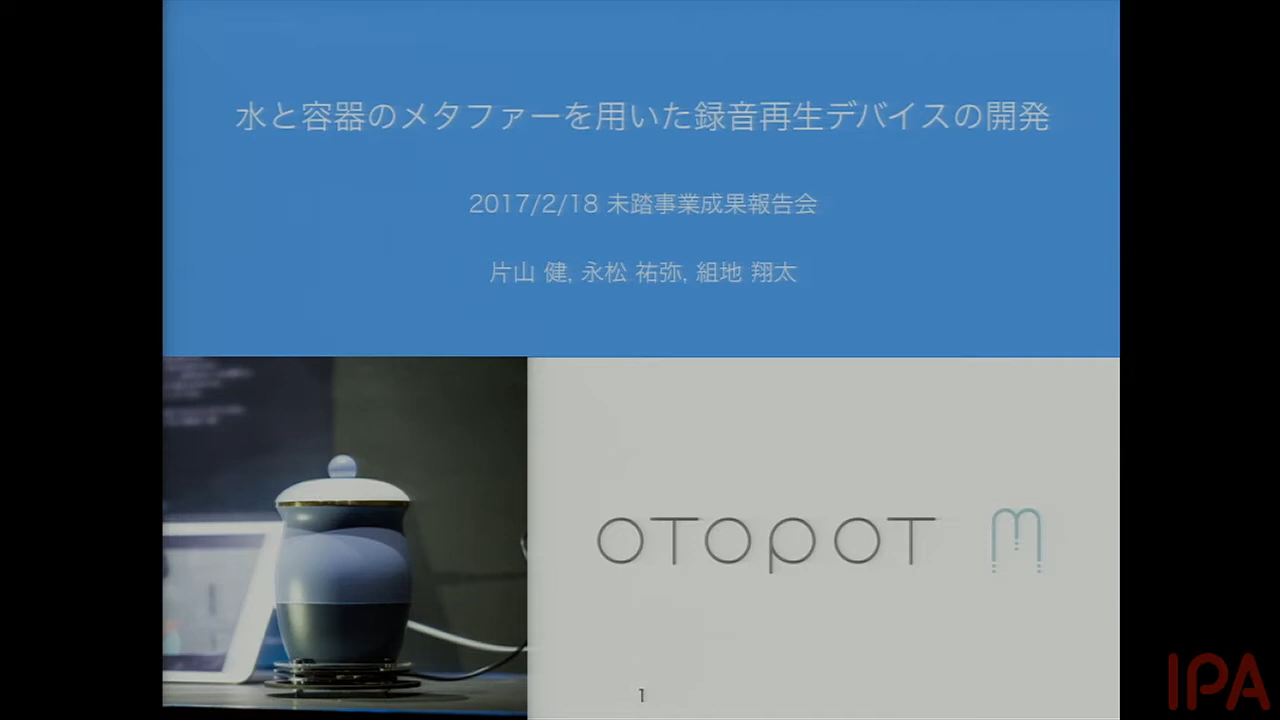 水と容器のメタファーを用いた録音再生デバイスの開発
2017/2/18 未踏事業成果報告会
片山 健, 永松 祐弥, 組地 翔太
OTOPOT
1
IPA